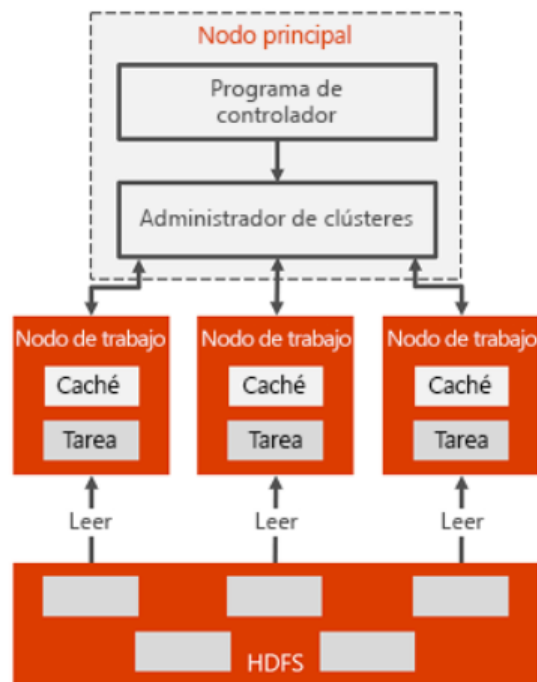 Nodo principal
Programa de
controlador
Administrador de clústeres
Nodo de trabajo
Nodo de trabajo
Nodo de trabajo
Caché
Caché
Caché
Tarea
Tarea
Tarea
Leer
Leer
Leer
HDFS